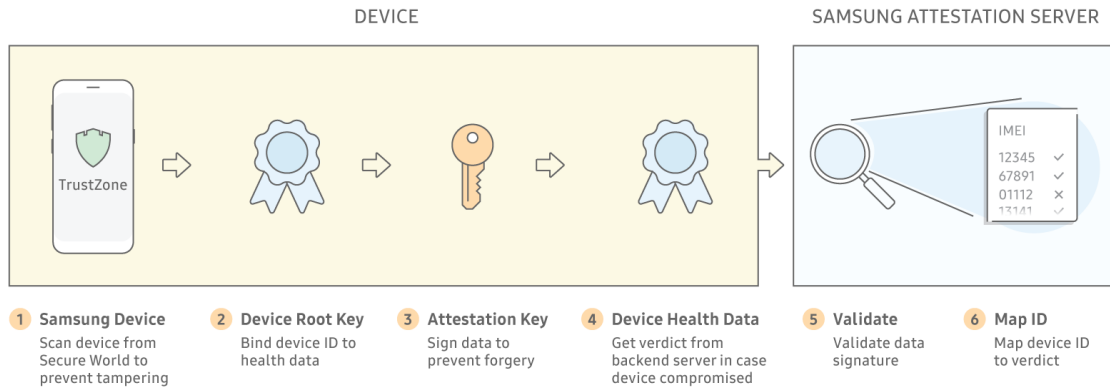 DEVICE
SAMSUNG ATTESTATION SERVER
TrustZone
IMEI
12345 ✓
67891 ✓
01112 ×
13141 ✓
1 Samsung Device
Scan device from
Secure World to
prevent tampering
2 Device Root Key
Bind device ID to
health data
3 Attestation Key
Sign data to
prevent forgery
4 Device Health Data
Get verdict from
backend server in case
device compromised
5 Validate
Validate data
signature
6 Map ID
Map device ID
to verdict